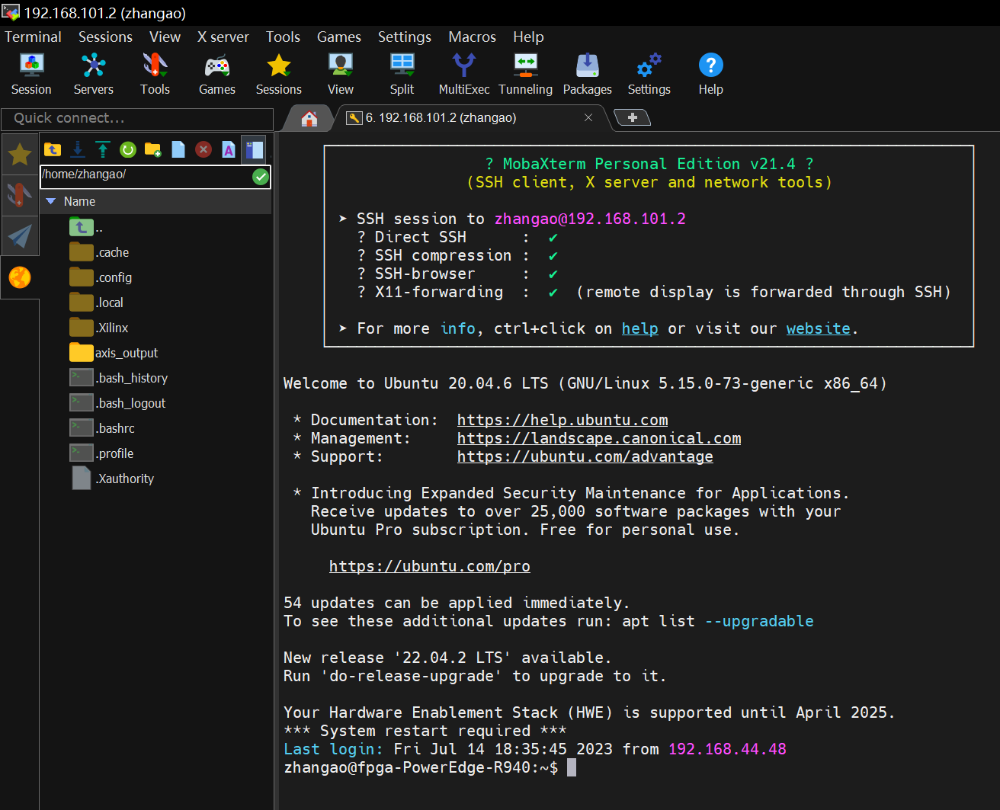 192.168.101.2 (zhangao)
Terminal Sessions View X server Tools Games Settings Macros Help
Session Servers Tools Games Sessions View Split MultiExec Tunneling Packages Settings Help
Quick connect...
6. 192.168.101.2 (zhangao)
/home/zhangao/
Name
..
.cache
.config
.local
.Xilinx
axis_output
.bash_history
.bash_logout
.bashrc
.profile
.Xauthority
? MobaXterm Personal Edition v21.4 ?
(SSH client, X server and network tools)
➤ SSH session to zhangao@192.168.101.2
? Direct SSH : ✔
? SSH compression : ✔
? SSH-browser : ✔
? X11-forwarding : ✔ (remote display is forwarded through SSH)
➤ For more info, ctrl+click on help or visit our website.
Welcome to Ubuntu 20.04.6 LTS (GNU/Linux 5.15.0-73-generic x86_64)
* Documentation: https://help.ubuntu.com
* Management: https://landscape.canonical.com
* Support: https://ubuntu.com/advantage
* Introducing Expanded Security Maintenance for Applications.
Receive updates to over 25,000 software packages with your
Ubuntu Pro subscription. Free for personal use.
https://ubuntu.com/pro
54 updates can be applied immediately.
To see these additional updates run: apt list --upgradable
New release '22.04.2 LTS' available.
Run 'do-release-upgrade' to upgrade to it.
Your Hardware Enablement Stack (HWE) is supported until April 2025.
*** System restart required ***
Last login: Fri Jul 14 18:35:45 2023 from 192.168.44.48
zhangao@fpga-PowerEdge-R940:~$